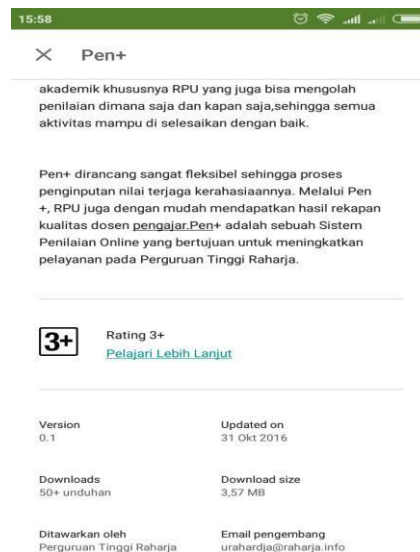 15:58
Pen+
akademik khususnya RPU yang juga bisa mengolah
penilaian dimana saja dan kapan saja,sehingga semua
aktivitas mampu di selesaikan dengan baik.
Pen+ dirancang sangat fleksibel sehingga proses
penginputan nilai terjaga kerahasiaannya. Melalui Pen
+, RPU juga dengan mudah mendapatkan hasil rekapan
kualitas dosen pengajar.Pen+ adalah sebuah Sistem
Penilaian Online yang bertujuan untuk meningkatkan
pelayanan pada Perguruan Tinggi Raharja.
3+
Rating 3+
Pelajari Lebih Lanjut
Version
0.1
Updated on
31 Okt 2016
Downloads
50+ unduhan
Download size
3,57 MB
Ditawarkan oleh
Perguruan Tinggi Raharja
Email pengembang
urahardja@raharja.info